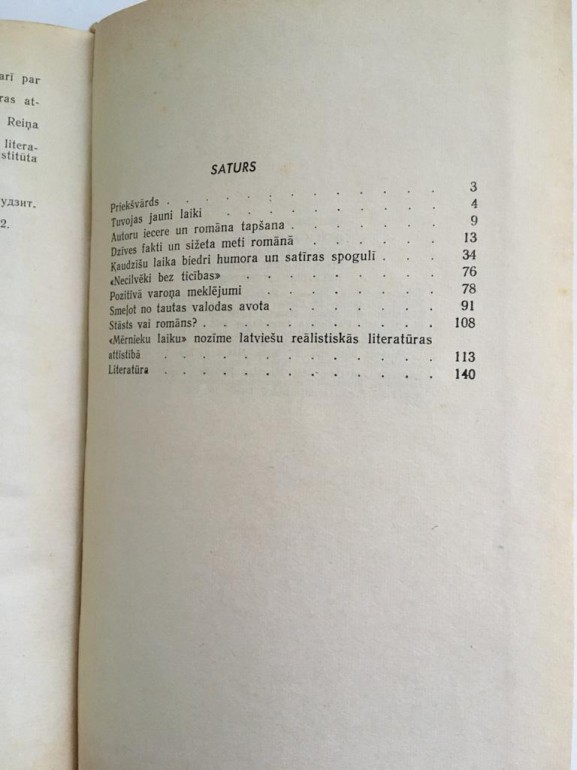 arī par
ras at-
Reiņa
litera-
stitūta
удзит.
2.
SATURS
Priekšvārds . . . . . . . . . . . . . 3
Tuvojas jauni laiki . . . . . . . . . . 4
Autoru iecere un romāna tapšana . . . . . . . 9
Dzīves fakti un sižeta meti romānā . . . . . . 13
Kaudzīšu laika biedri humora un satīras spogulī . . . 34
«Necilvēki bez ticības» . . . . . . . . . 76
Pozitīvā varoņa meklējumi . . . . . . . . 78
Smeļot no tautas valodas avota . . . . . . . 91
Stāsts vai romāns? . . . . . . . . . . . 108
«Mērnieku laiku» nozīme latviešu reālistiskās literatūras
attīstībā . . . . . . . . . . . . . 113
Literatūra . . . . . . . . . . . . . 140